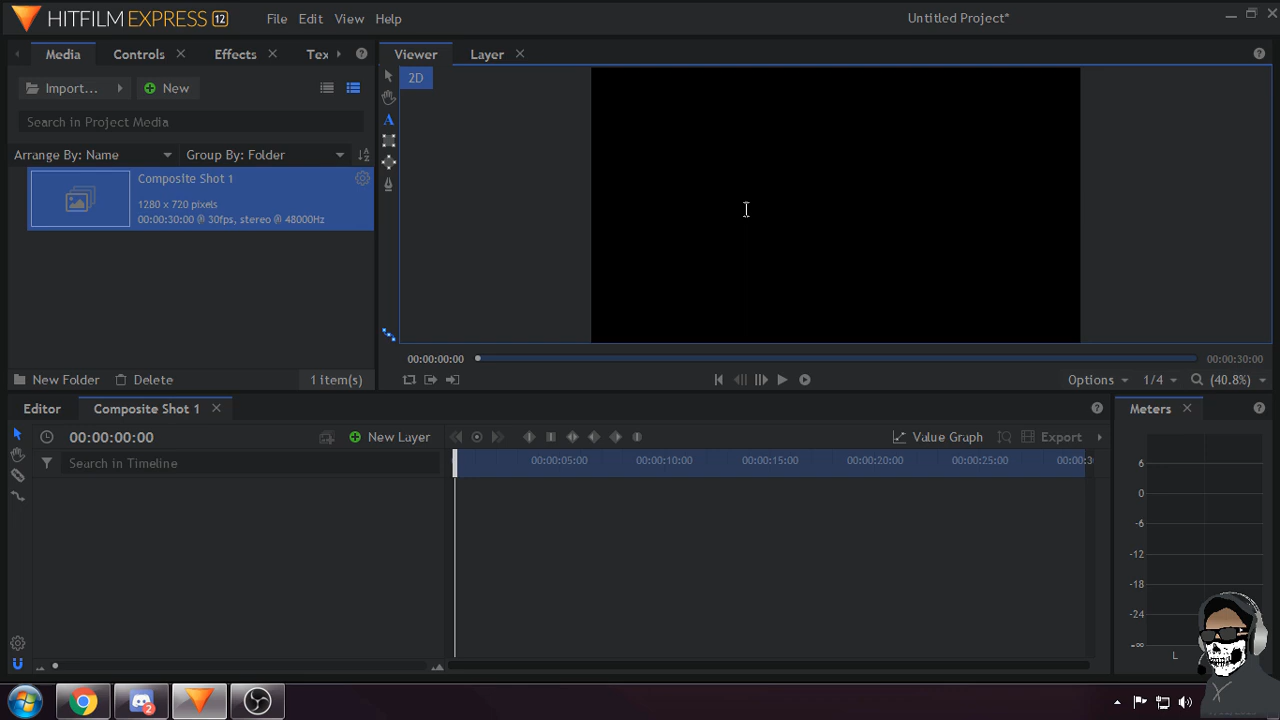 HITFILM EXPRESS 12 File Edit View Help Untitled Project*
Media Controls Effects Tex
Viewer Layer
2D
Import... New
Search in Project Media
Arrange By: Name Group By: Folder
Composite Shot 1
1280 x 720 pixels
00:00:30:00 @ 30fps, stereo @ 48000Hz
A
00:00:00:00 00:00:30:00
New Folder Delete 1 item(s)
Options 1/4 (40.8%)
Editor Composite Shot 1
Meters
00:00:00:00 New Layer Value Graph Export
Search in Timeline
00:00:05:00 00:00:10:00 00:00:15:00 00:00:20:00 00:00:25:00 00:00:3
6
0
-6
-12
-18
-24
-∞
L
2